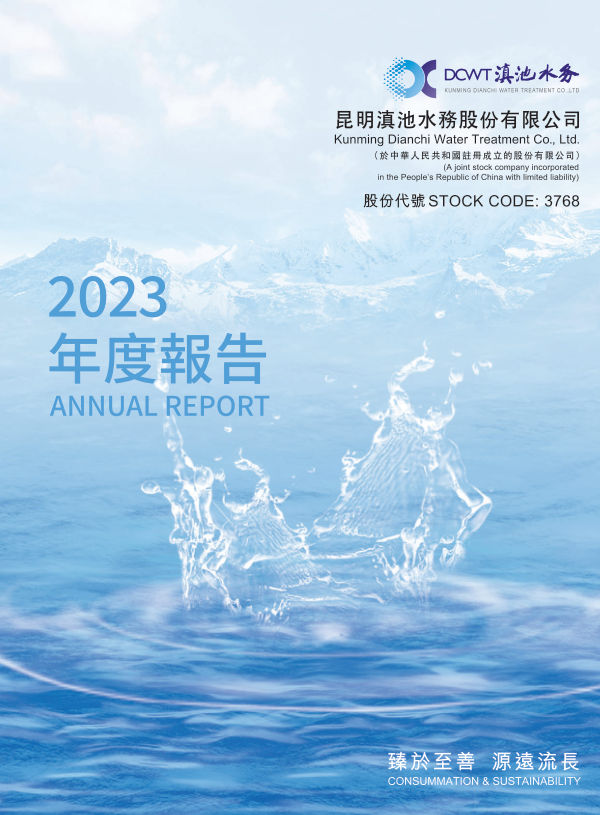 DCWT滇池水务
KUNMING DIANCHI WATER TREATMENT CO.,LTD
昆明滇池水務股份有限公司
Kunming Dianchi Water Treatment Co., Ltd.
(於中華人民共和國註冊成立的股份有限公司)
(A joint stock company incorporated
in the People's Republic of China with limited liability)
股份代號 STOCK CODE: 3768
2023
年度報告
ANNUAL REPORT
臻於至善 源遠流長
CONSUMMATION & SUSTAINABILITY